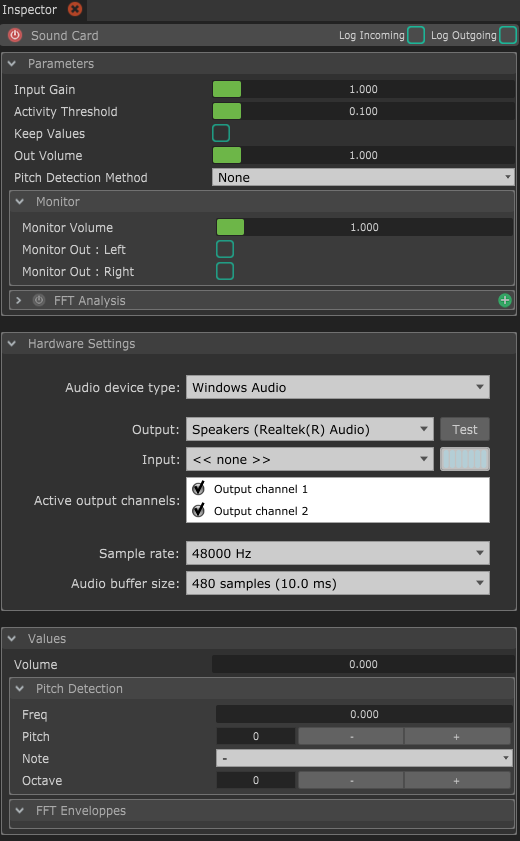 Inspector
Sound Card Log Incoming Log Outgoing
Parameters
Input Gain 1.000
Activity Threshold 0.100
Keep Values
Out Volume 1.000
Pitch Detection Method None
Monitor
Monitor Volume 1.000
Monitor Out : Left
Monitor Out : Right
FFT Analysis
Hardware Settings
Audio device type: Windows Audio
Output: Speakers (Realtek(R) Audio) Test
Input: << none >>
Active output channels: Output channel 1
Output channel 2
Sample rate: 48000 Hz
Audio buffer size: 480 samples (10.0 ms)
Values
Volume 0.000
Pitch Detection
Freq 0.000
Pitch 0 - +
Note -
Octave 0 - +
FFT Enveloppes